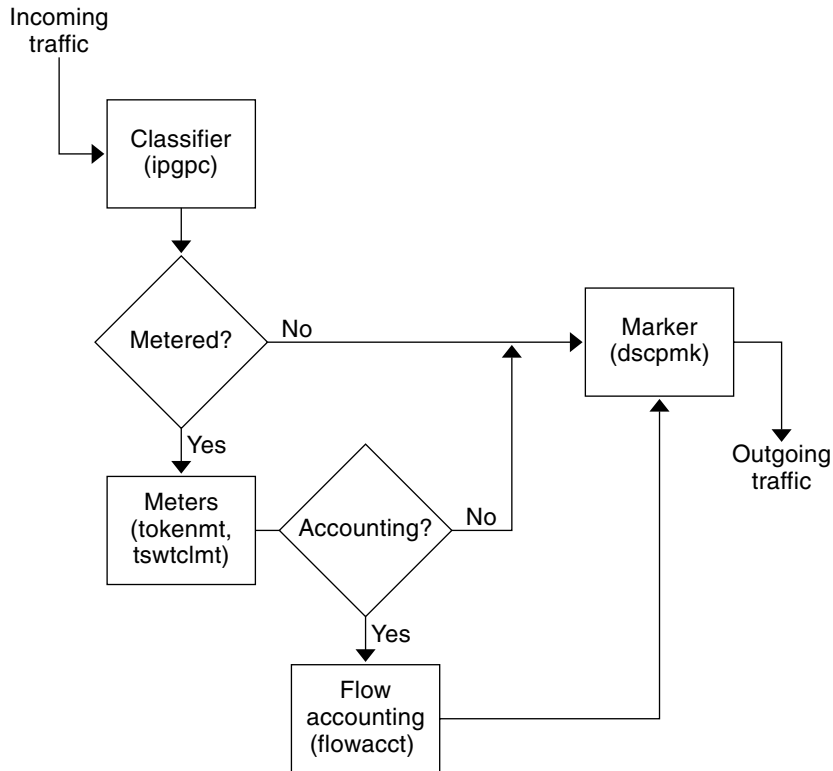 Incoming
traffic
Classifier
(ipgpc)
Metered?
No
Marker
(dscpmk)
Yes
Outgoing
traffic
Meters
(tokenmt,
tswtclmt)
Accounting?
No
Yes
Flow
accounting
(flowacct)